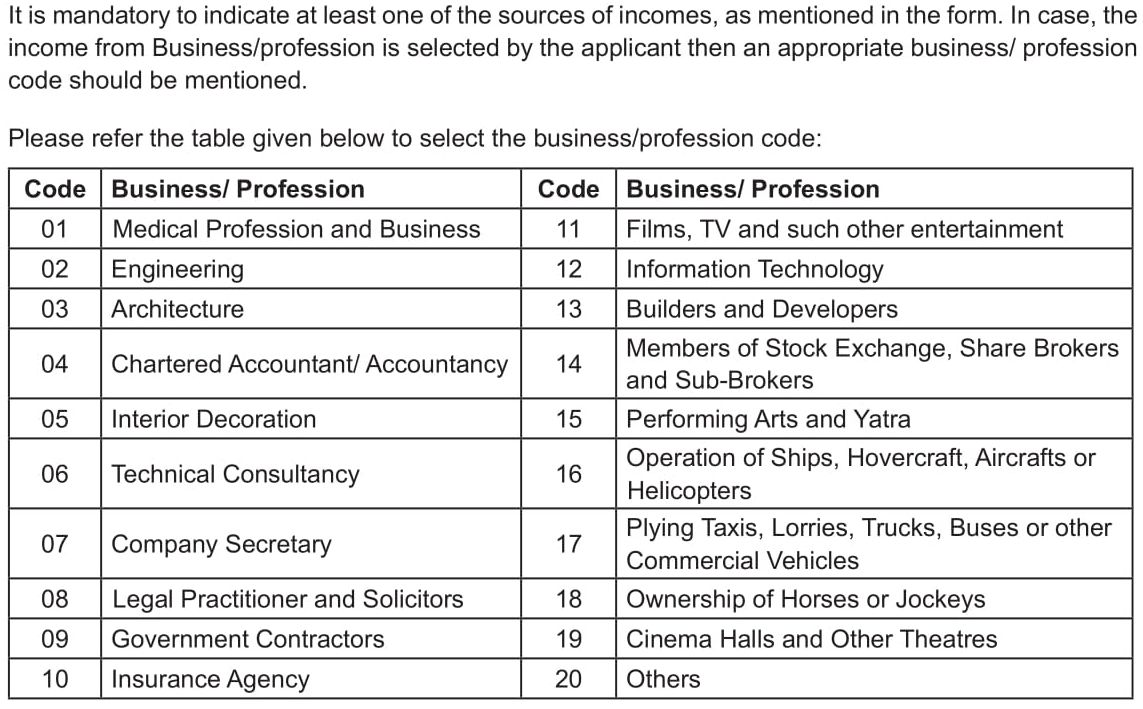 It is mandatory to indicate at least one of the sources of incomes, as mentioned in the form. In case, the
income from Business/profession is selected by the applicant then an appropriate business/ profession
code should be mentioned.
Please refer the table given below to select the business/profession code:
Code Business/ Profession Code Business/ Profession
01 Medical Profession and Business 11 Films, TV and such other entertainment
02 Engineering 12 Information Technology
03 Architecture 13 Builders and Developers
04 Chartered Accountant/ Accountancy 14 Members of Stock Exchange, Share Brokers
and Sub-Brokers
05 Interior Decoration 15 Performing Arts and Yatra
06 Technical Consultancy 16 Operation of Ships, Hovercraft, Aircrafts or
Helicopters
07 Company Secretary 17 Plying Taxis, Lorries, Trucks, Buses or other
Commercial Vehicles
08 Legal Practitioner and Solicitors 18 Ownership of Horses or Jockeys
09 Government Contractors 19 Cinema Halls and Other Theatres
10 Insurance Agency 20 Others